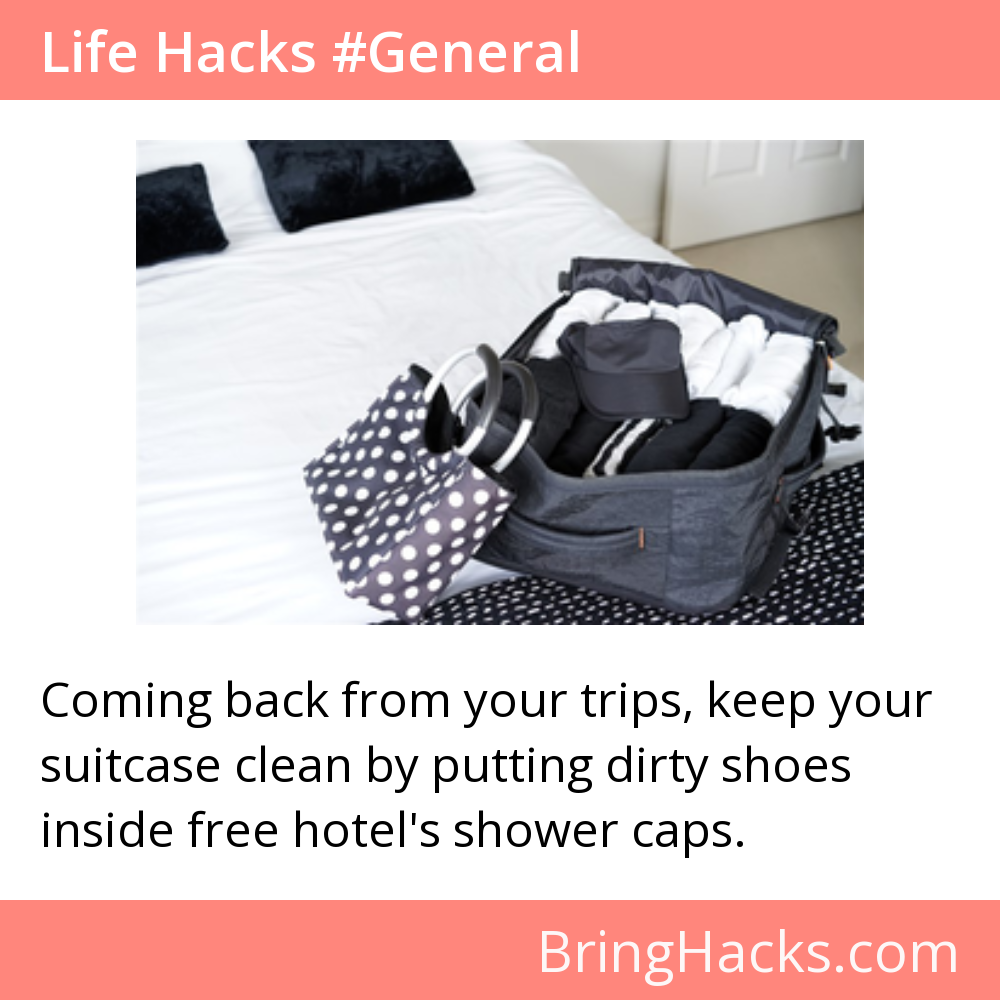 Life Hacks #General
Coming back from your trips, keep your
suitcase clean by putting dirty shoes
inside free hotel's shower caps.
BringHacks.com